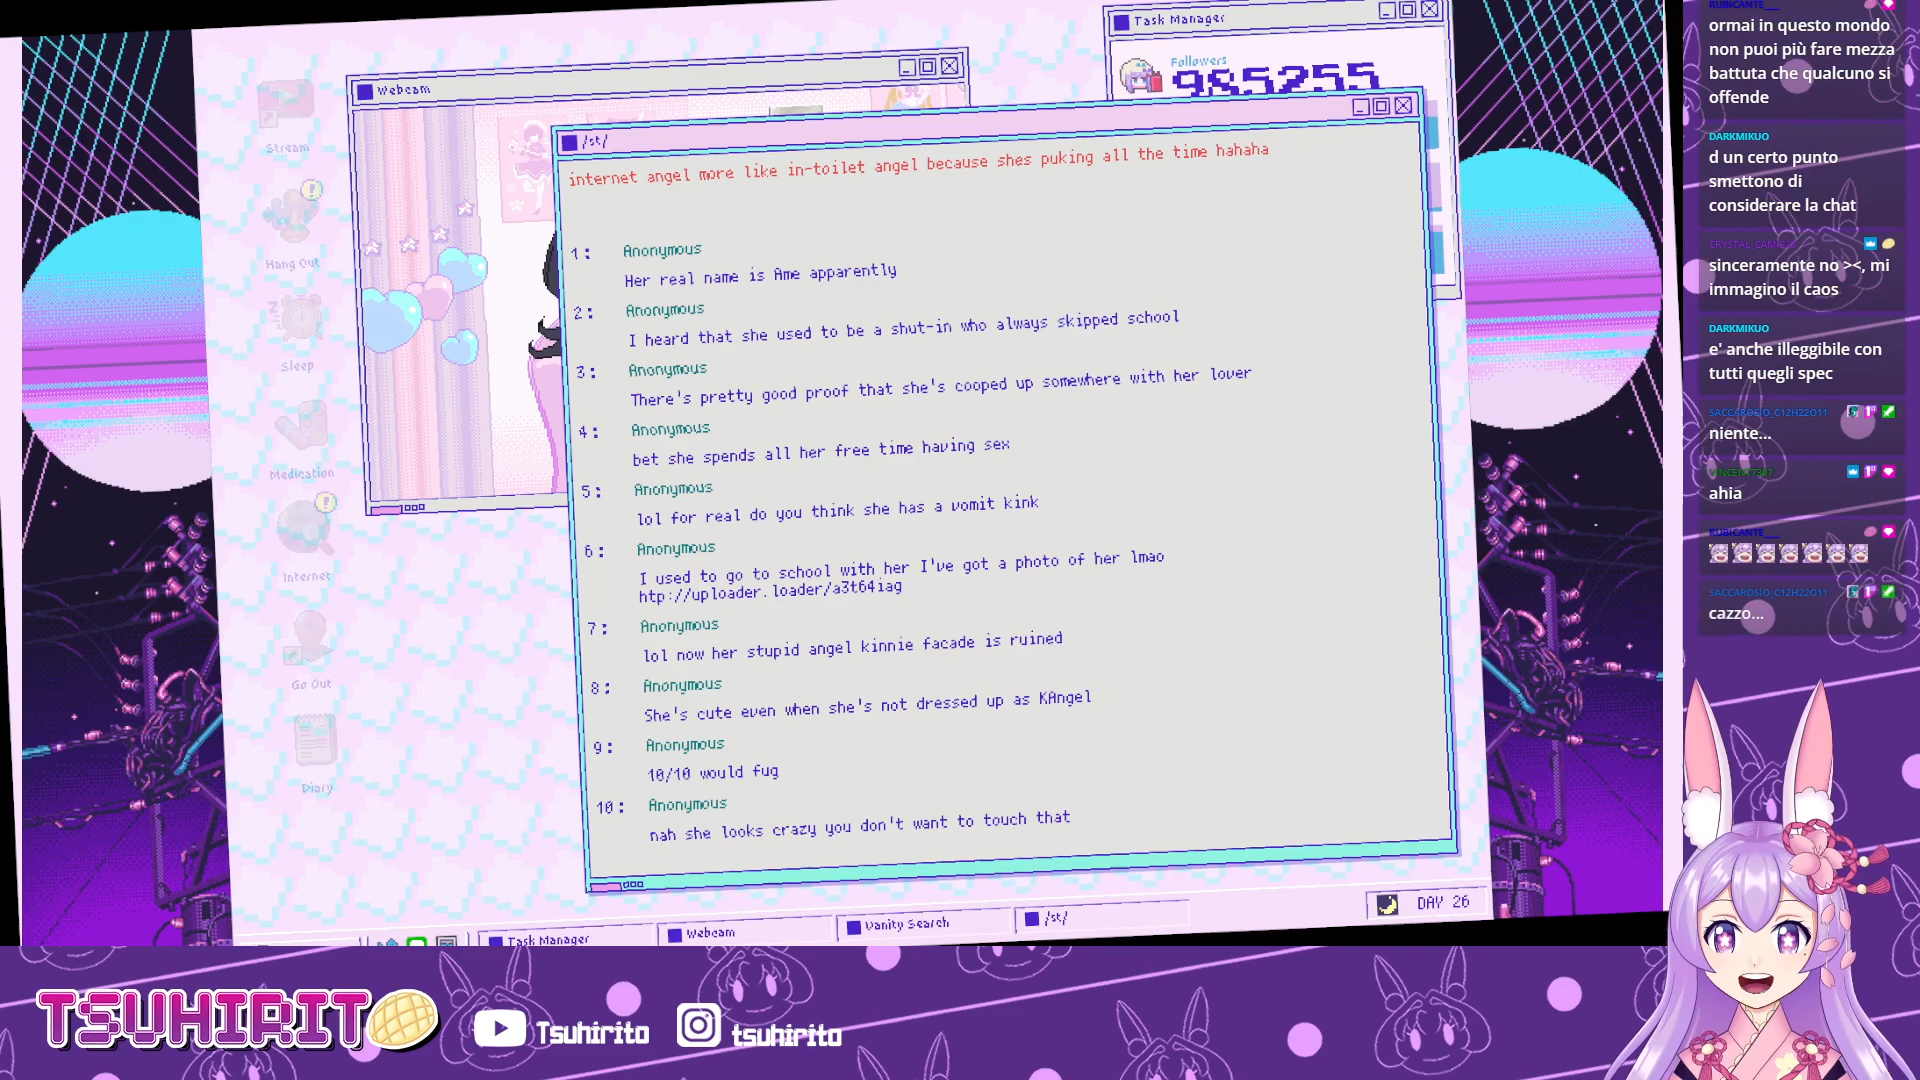 Stream
Hang Out
Sleep
Medication
Internet
Go Out
Diary
Webcam
Task Manager
Followers
985255
/st/
internet angel more like in-toilet angel because shes puking all the time hahaha
1: Anonymous
Her real name is Ame apparently
2: Anonymous
I heard that she used to be a shut-in who always skipped school
3: Anonymous
There's pretty good proof that she's cooped up somewhere with her lover
4: Anonymous
bet she spends all her free time having sex
5: Anonymous
lol for real do you think she has a vomit kink
6: Anonymous
I used to go to school with her I've got a photo of her lmao
htp://uploader.loader/a3t64iag
7: Anonymous
lol now her stupid angel kinnie facade is ruined
8: Anonymous
She's cute even when she's not dressed up as KAngel
9: Anonymous
10/10 would fug
10: Anonymous
nah she looks crazy you don't want to touch that
Task Manager
Webcam
Vanity Search
/st/
DAY 26
RUBICANTE___
ormai in questo mondo
non puoi più fare mezza
battuta che qualcuno si
offende
DARKMIKUO
d un certo punto
smettono di
considerare la chat
sinceramente no ><, mi
immagino il caos
DARKMIKUO
e' anche illeggibile con
tutti quegli spec
SACCAROSIO_C12H22O11
niente...
ahia
RUBICANTE___
SACCAROSIO_C12H22O11
cazzo...
TSUHIRITO
Tsuhirito
tsuhirito